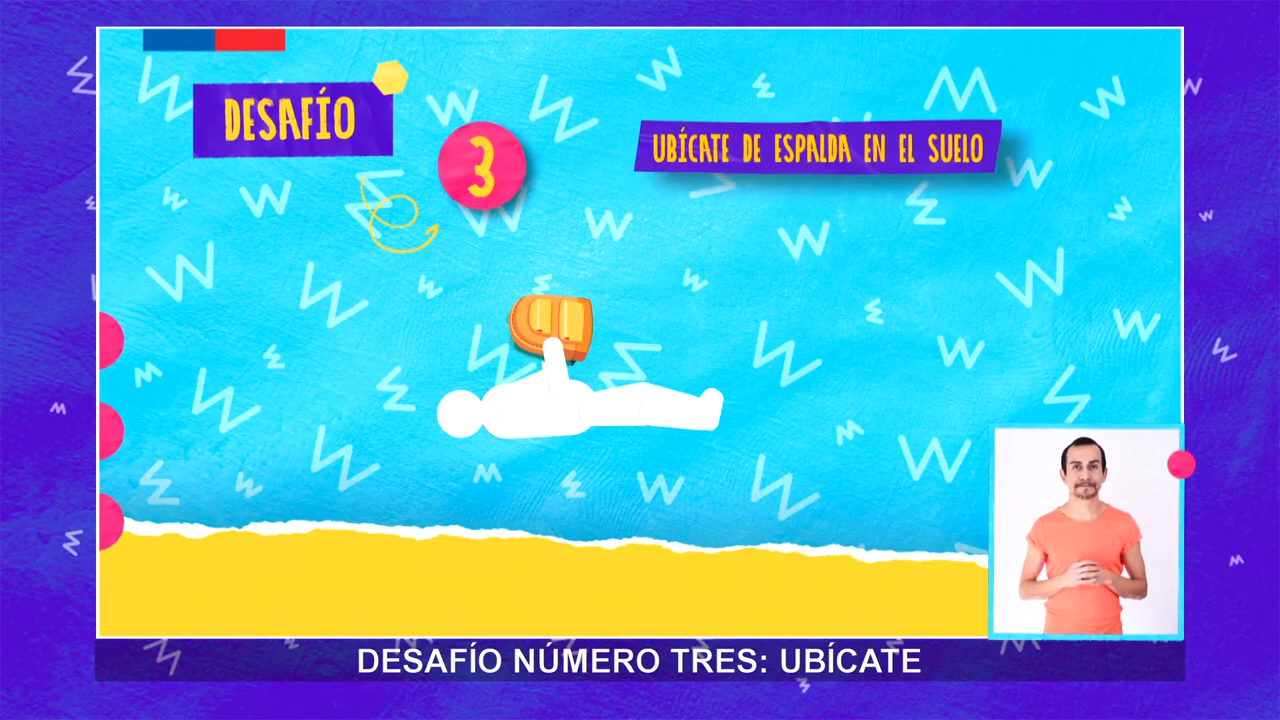 DESAFÍO
3
UBÍCATE DE ESPALDA EN EL SUELO
DESAFÍO NÚMERO TRES: UBÍCATE